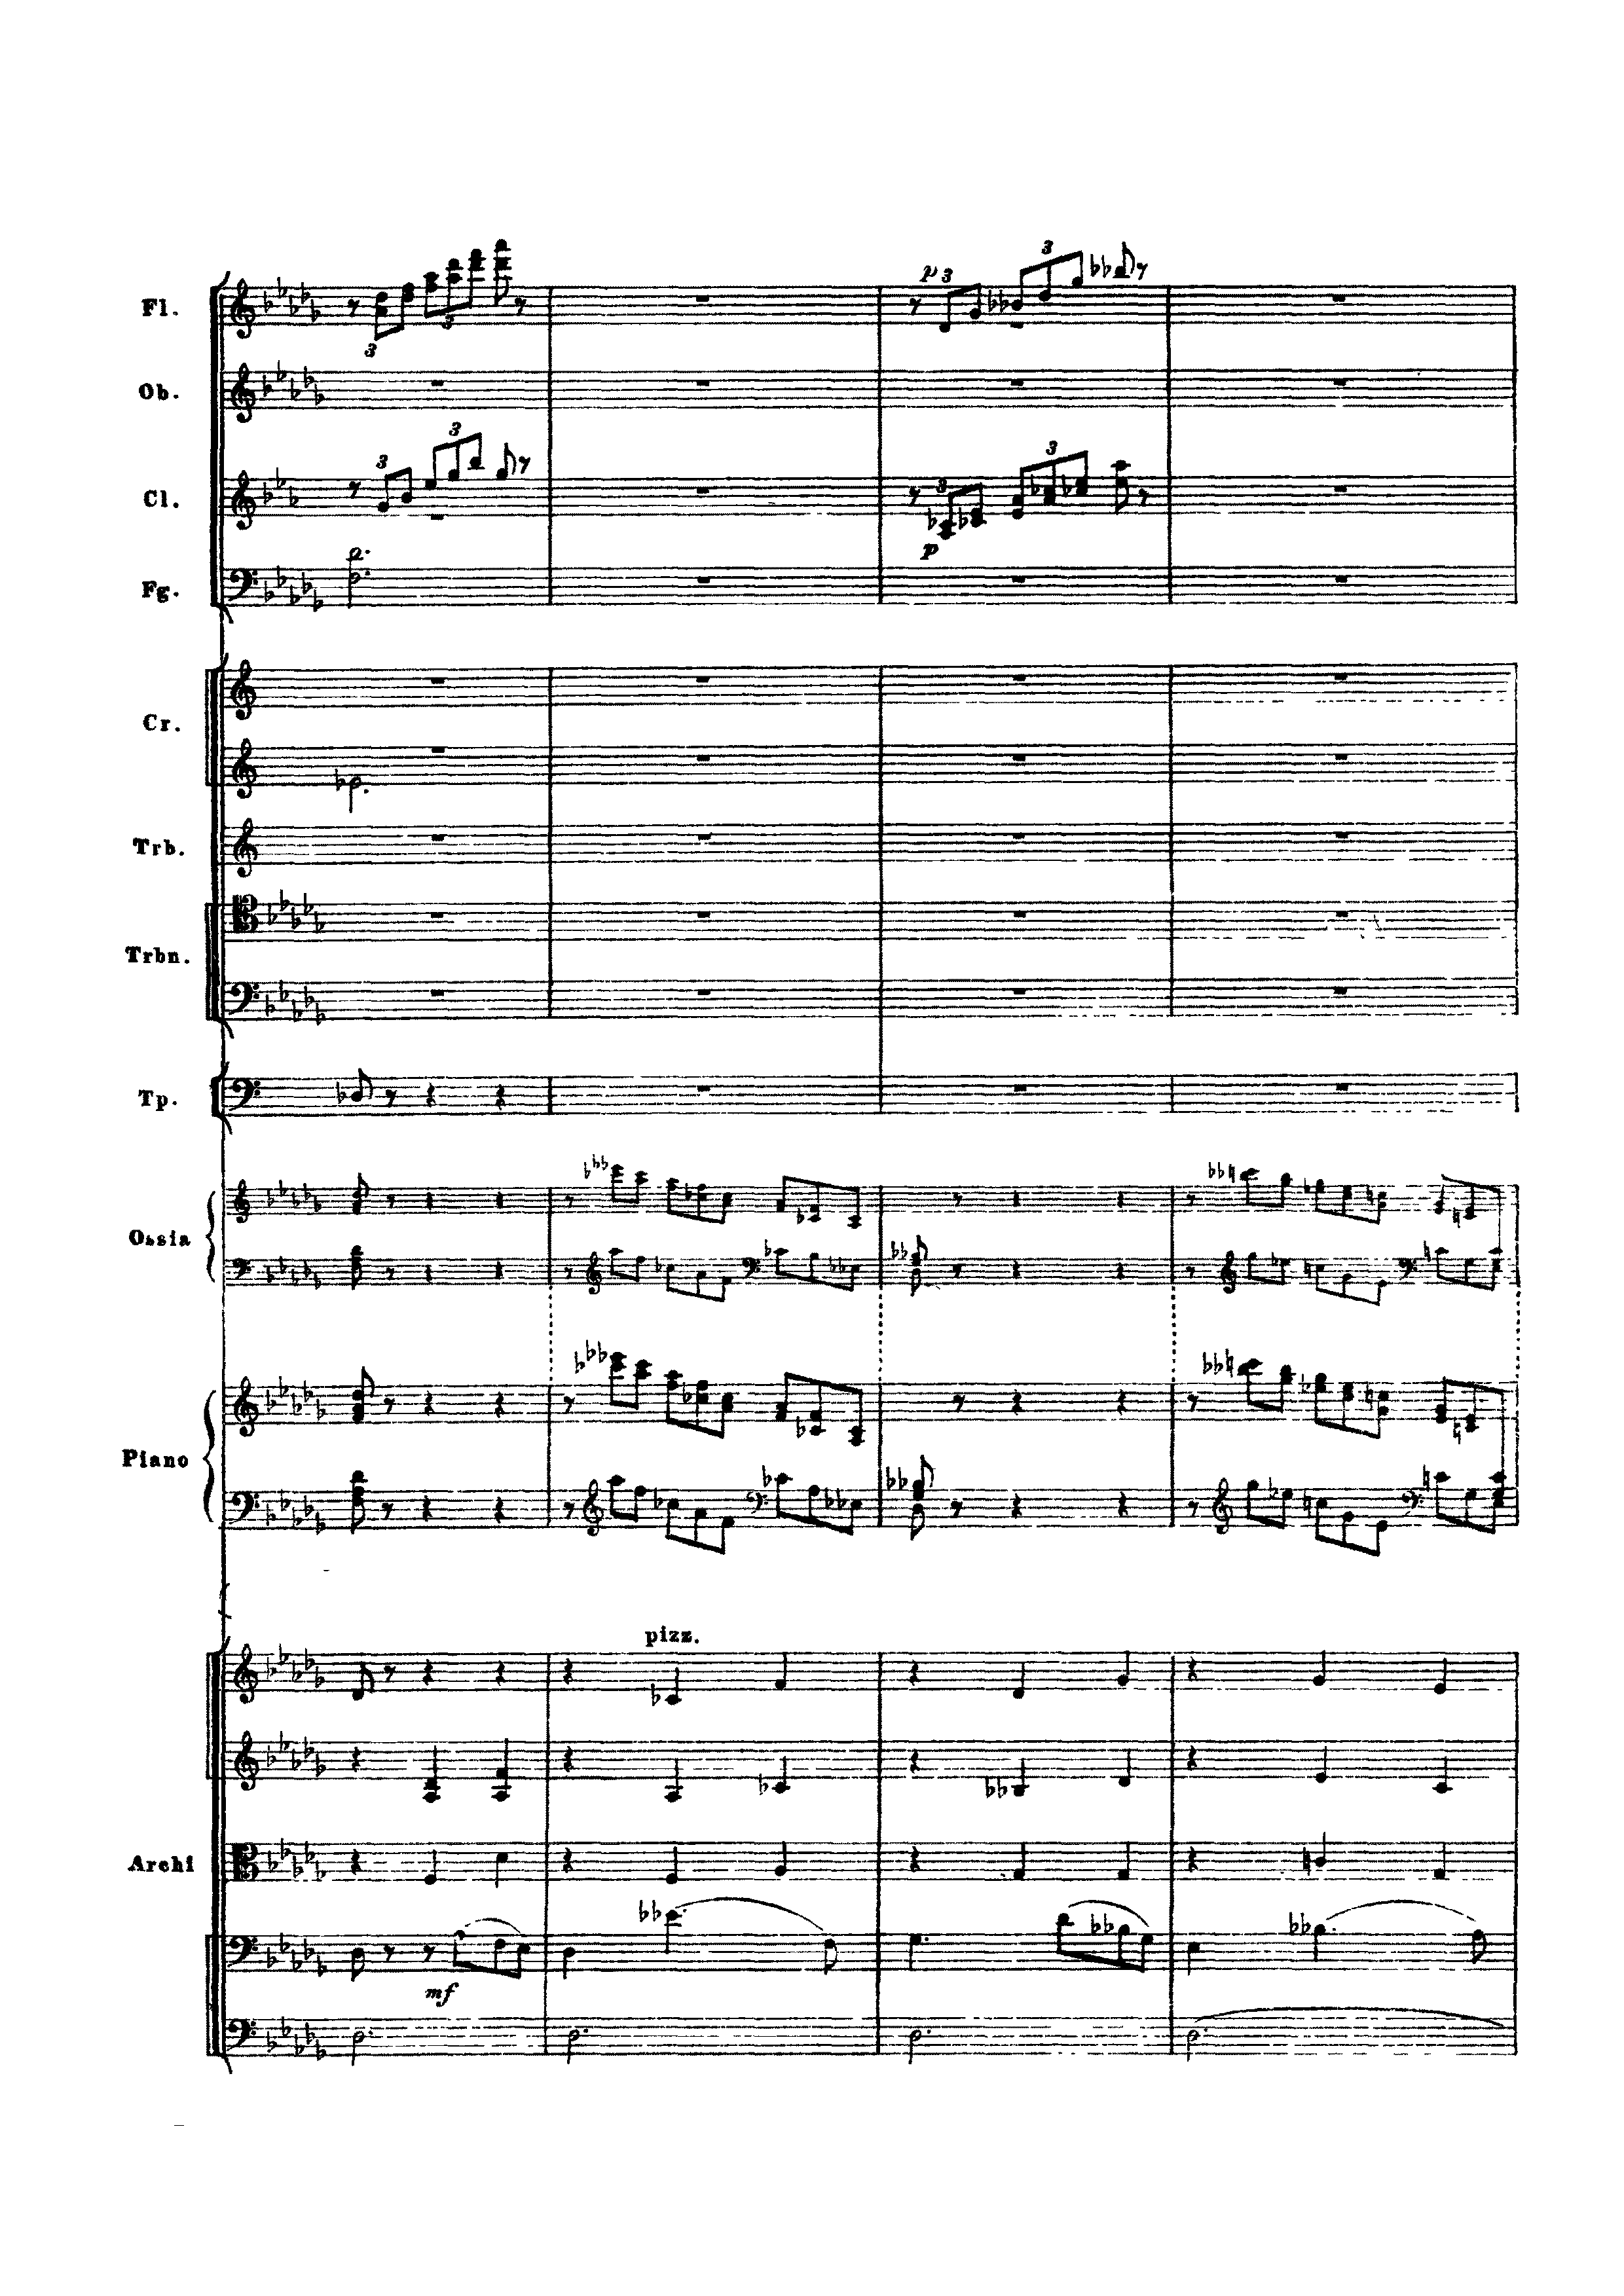 p 3
3
Fl.
3
3
Ob.
3
3
3
3
Cl.
p
Fg.
Cr.
Trb.
Trbn.
Tp.
Ossia
Piano
pizz.
Archi
mf